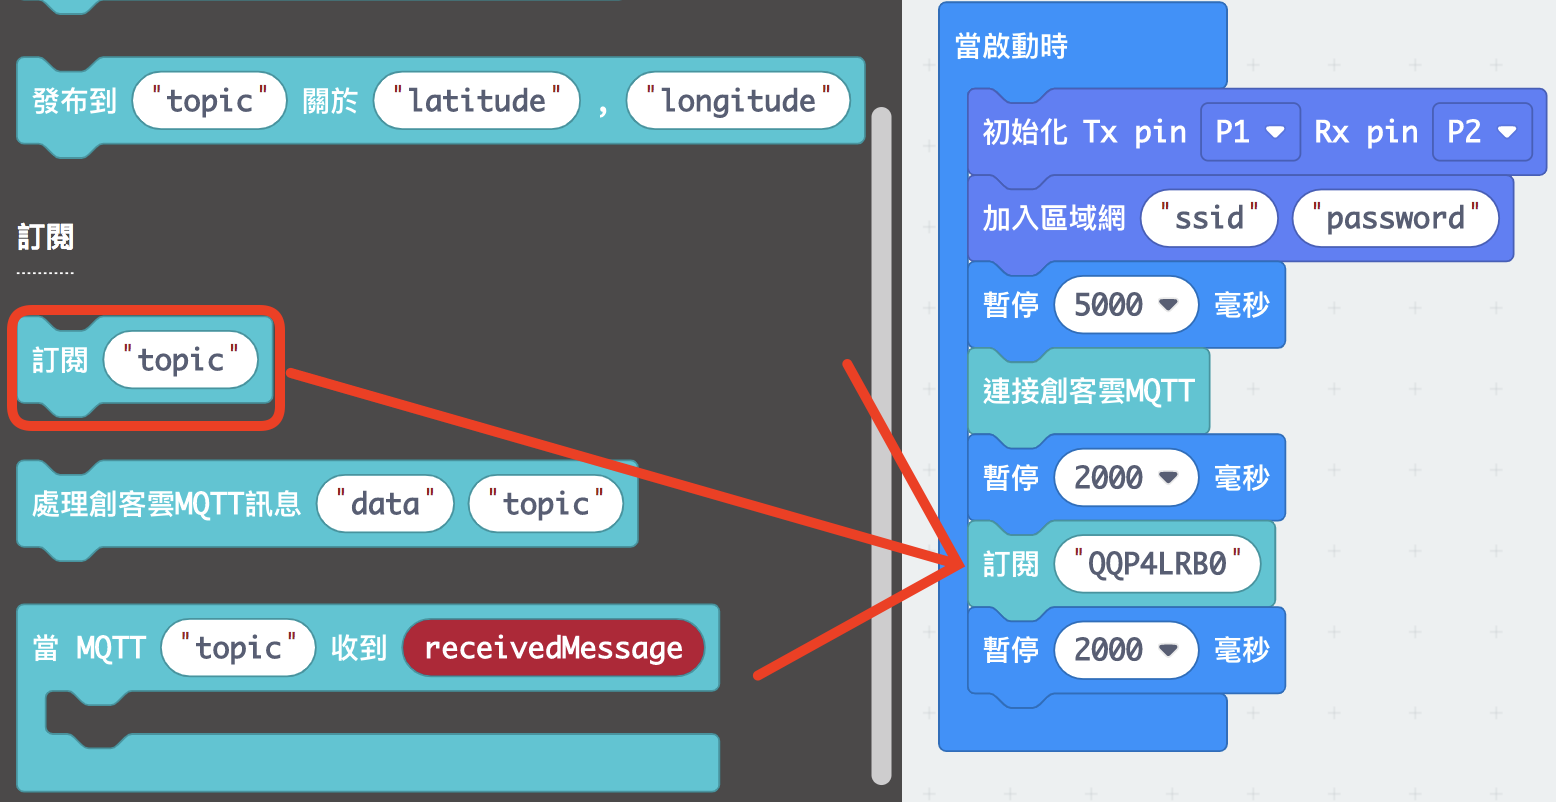 發布到 "topic" 關於 "latitude" , "longitude"
訂閱
訂閱 "topic"
處理創客雲MQTT訊息 "data" "topic"
當 MQTT "topic" 收到 receivedMessage
當啟動時
初始化 Tx pin P1 Rx pin P2
加入區域網 "ssid" "password"
暫停 5000 毫秒
連接創客雲MQTT
暫停 2000 毫秒
訂閱 "QQP4LRB0"
暫停 2000 毫秒